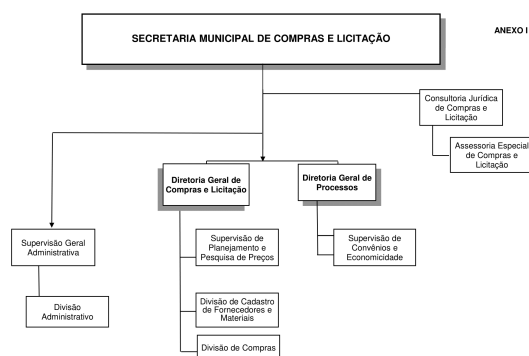 SECRETARIA MUNICIPAL DE COMPRAS E LICITAÇÃO
ANEXO I
Consultoria Jurídica
de Compras e
Licitação
Assessoria Especial
de Compras e
Licitação
Diretoria Geral de
Compras e Licitação
Diretoria Geral de
Processos
Supervisão Geral
Administrativa
Supervisão de
Planejamento e
Pesquisa de Preços
Supervisão de
Convênios e
Economicidade
Divisão
Administrativo
Divisão de Cadastro
de Fornecedores e
Materiais
Divisão de Compras